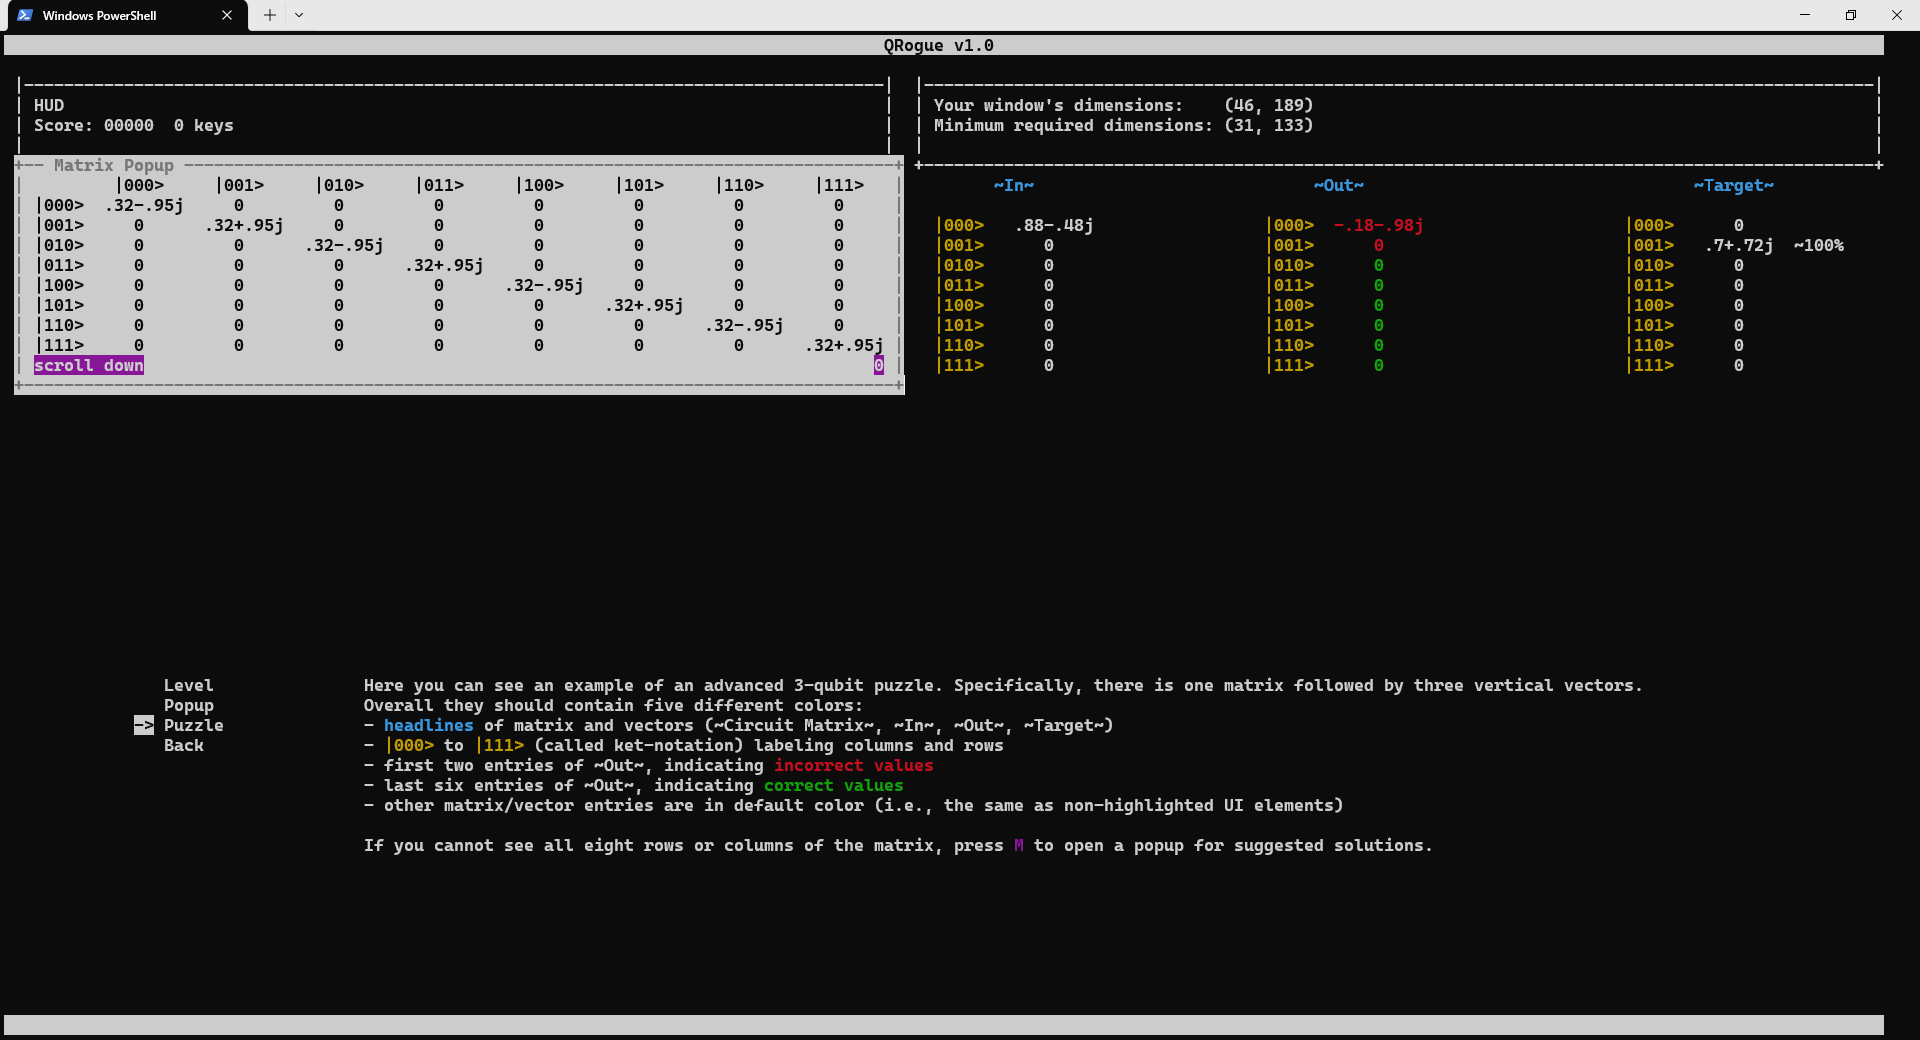 Windows PowerShell
QRogue v1.0
HUD
Score: 00000  0 keys
Your window's dimensions:    (46, 189)
Minimum required dimensions: (31, 133)
Matrix Popup
|000> |001> |010> |011> |100> |101> |110> |111>
|000> .32-.95j 0 0 0 0 0 0 0
|001> 0 .32+.95j 0 0 0 0 0 0
|010> 0 0 .32-.95j 0 0 0 0 0
|011> 0 0 0 .32+.95j 0 0 0 0
|100> 0 0 0 0 .32-.95j 0 0 0
|101> 0 0 0 0 0 .32+.95j 0 0
|110> 0 0 0 0 0 0 .32-.95j 0
|111> 0 0 0 0 0 0 0 .32+.95j
scroll down 0
~In~ ~Out~ ~Target~
|000> .88-.48j |000> -.18-.98j |000> 0
|001> 0 |001> 0 |001> .7+.72j ~100%
|010> 0 |010> 0 |010> 0
|011> 0 |011> 0 |011> 0
|100> 0 |100> 0 |100> 0
|101> 0 |101> 0 |101> 0
|110> 0 |110> 0 |110> 0
|111> 0 |111> 0 |111> 0
Level
Popup
-> Puzzle
Back
Here you can see an example of an advanced 3-qubit puzzle. Specifically, there is one matrix followed by three vertical vectors.
Overall they should contain five different colors:
- headlines of matrix and vectors (~Circuit Matrix~, ~In~, ~Out~, ~Target~)
- |000> to |111> (called ket-notation) labeling columns and rows
- first two entries of ~Out~, indicating incorrect values
- last six entries of ~Out~, indicating correct values
- other matrix/vector entries are in default color (i.e., the same as non-highlighted UI elements)
If you cannot see all eight rows or columns of the matrix, press M to open a popup for suggested solutions.